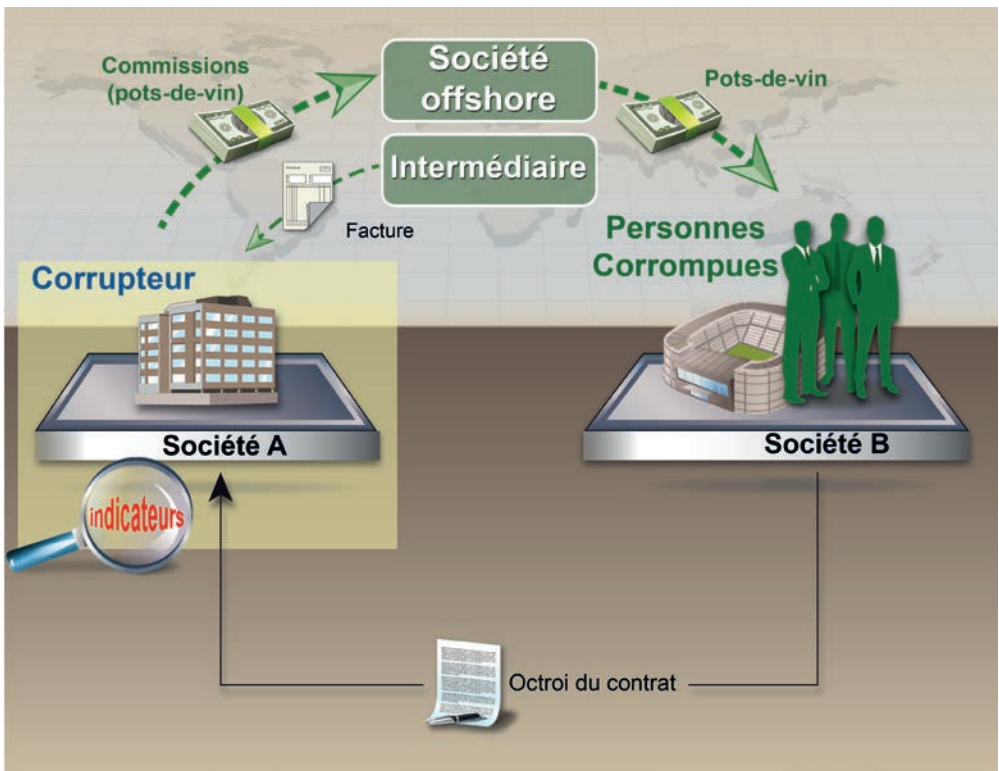 Commissions
(pots-de-vin)
Société
offshore
Pots-de-vin
Intermédiaire
Facture
Personnes
Corrompues
Corrupteur
Société A
Société B
indicateurs
Octroi du contrat